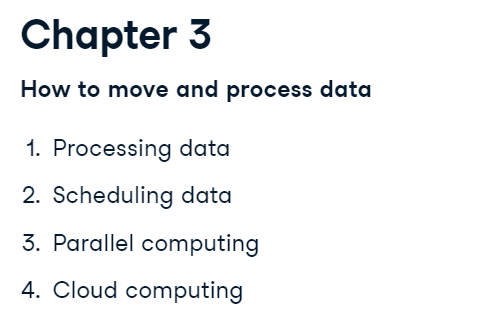 Chapter 3
How to move and process data
1. Processing data
2. Scheduling data
3. Parallel computing
4. Cloud computing